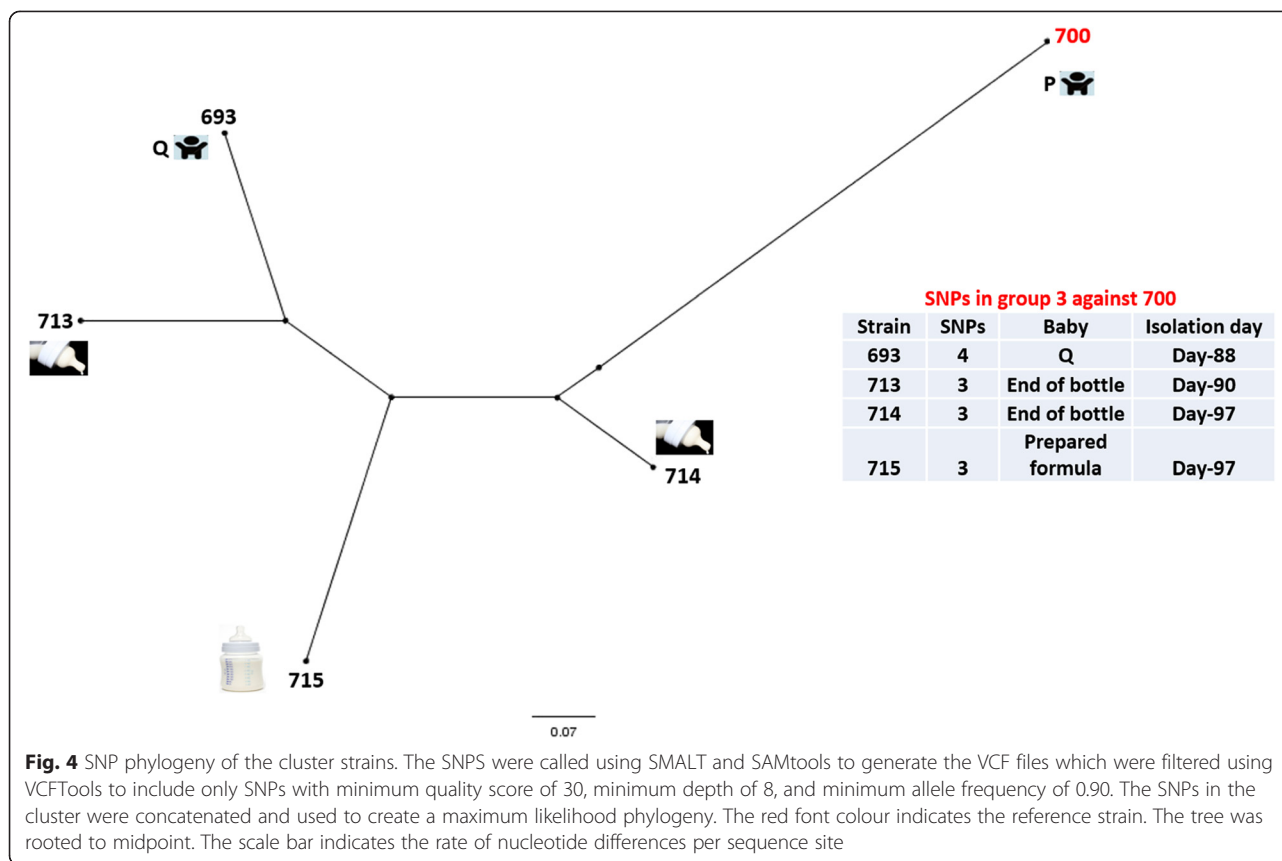 700
P
693
Q
713
714
715
0.07
SNPs in group 3 against 700
Strain SNPs Baby Isolation day
693 4 Q Day-88
713 3 End of bottle Day-90
714 3 End of bottle Day-97
715 3 Prepared formula Day-97
Fig. 4 SNP phylogeny of the cluster strains. The SNPS were called using SMALT and SAMtools to generate the VCF files which were filtered using
VCFTools to include only SNPs with minimum quality score of 30, minimum depth of 8, and minimum allele frequency of 0.90. The SNPs in the
cluster were concatenated and used to create a maximum likelihood phylogeny. The red font colour indicates the reference strain. The tree was
rooted to midpoint. The scale bar indicates the rate of nucleotide differences per sequence site